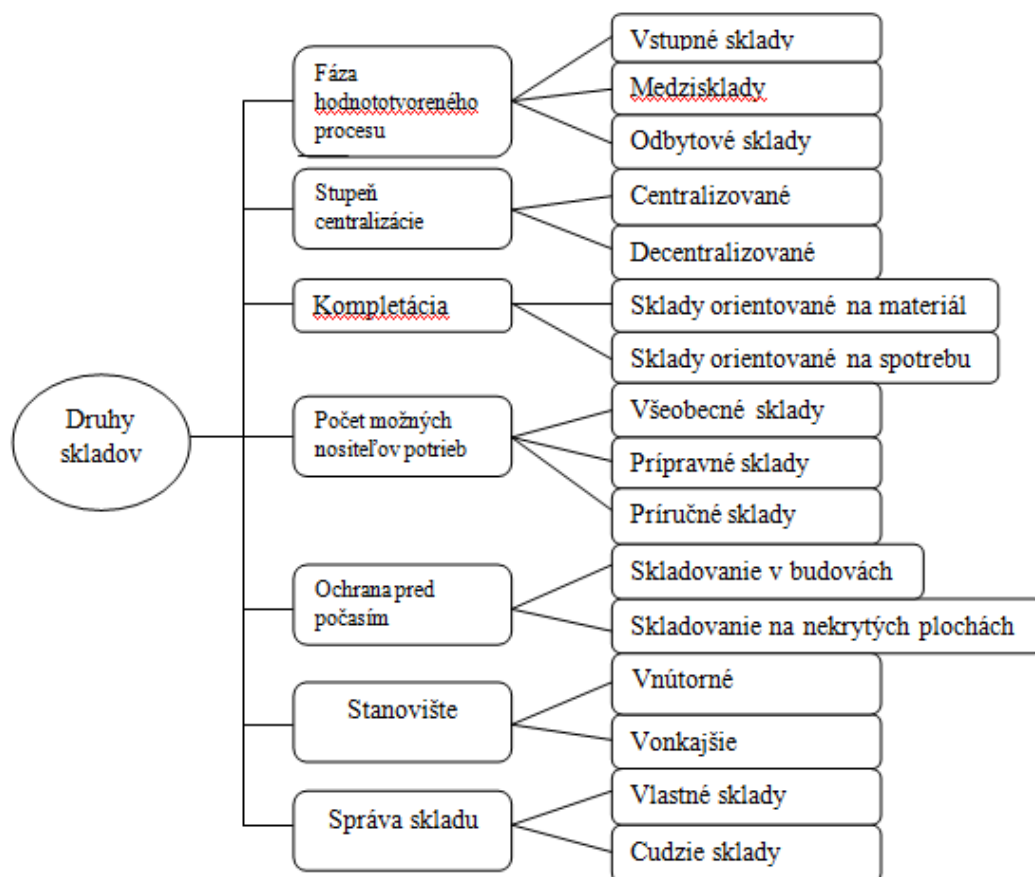 Druhy
skladov
Fáza
hodnototvoreného
procesu
Vstupné sklady
Medzisklady
Odbytové sklady
Stupeň
centralizácie
Centralizované
Decentralizované
Kompletácia
Sklady orientované na materiál
Sklady orientované na spotrebu
Počet možných
nositeľov potrieb
Všeobecné sklady
Prípravné sklady
Príručné sklady
Ochrana pred
počasím
Skladovanie v budovách
Skladovanie na nekrytých plochách
Stanovište
Vnútorné
Vonkajšie
Správa skladu
Vlastné sklady
Cudzie sklady